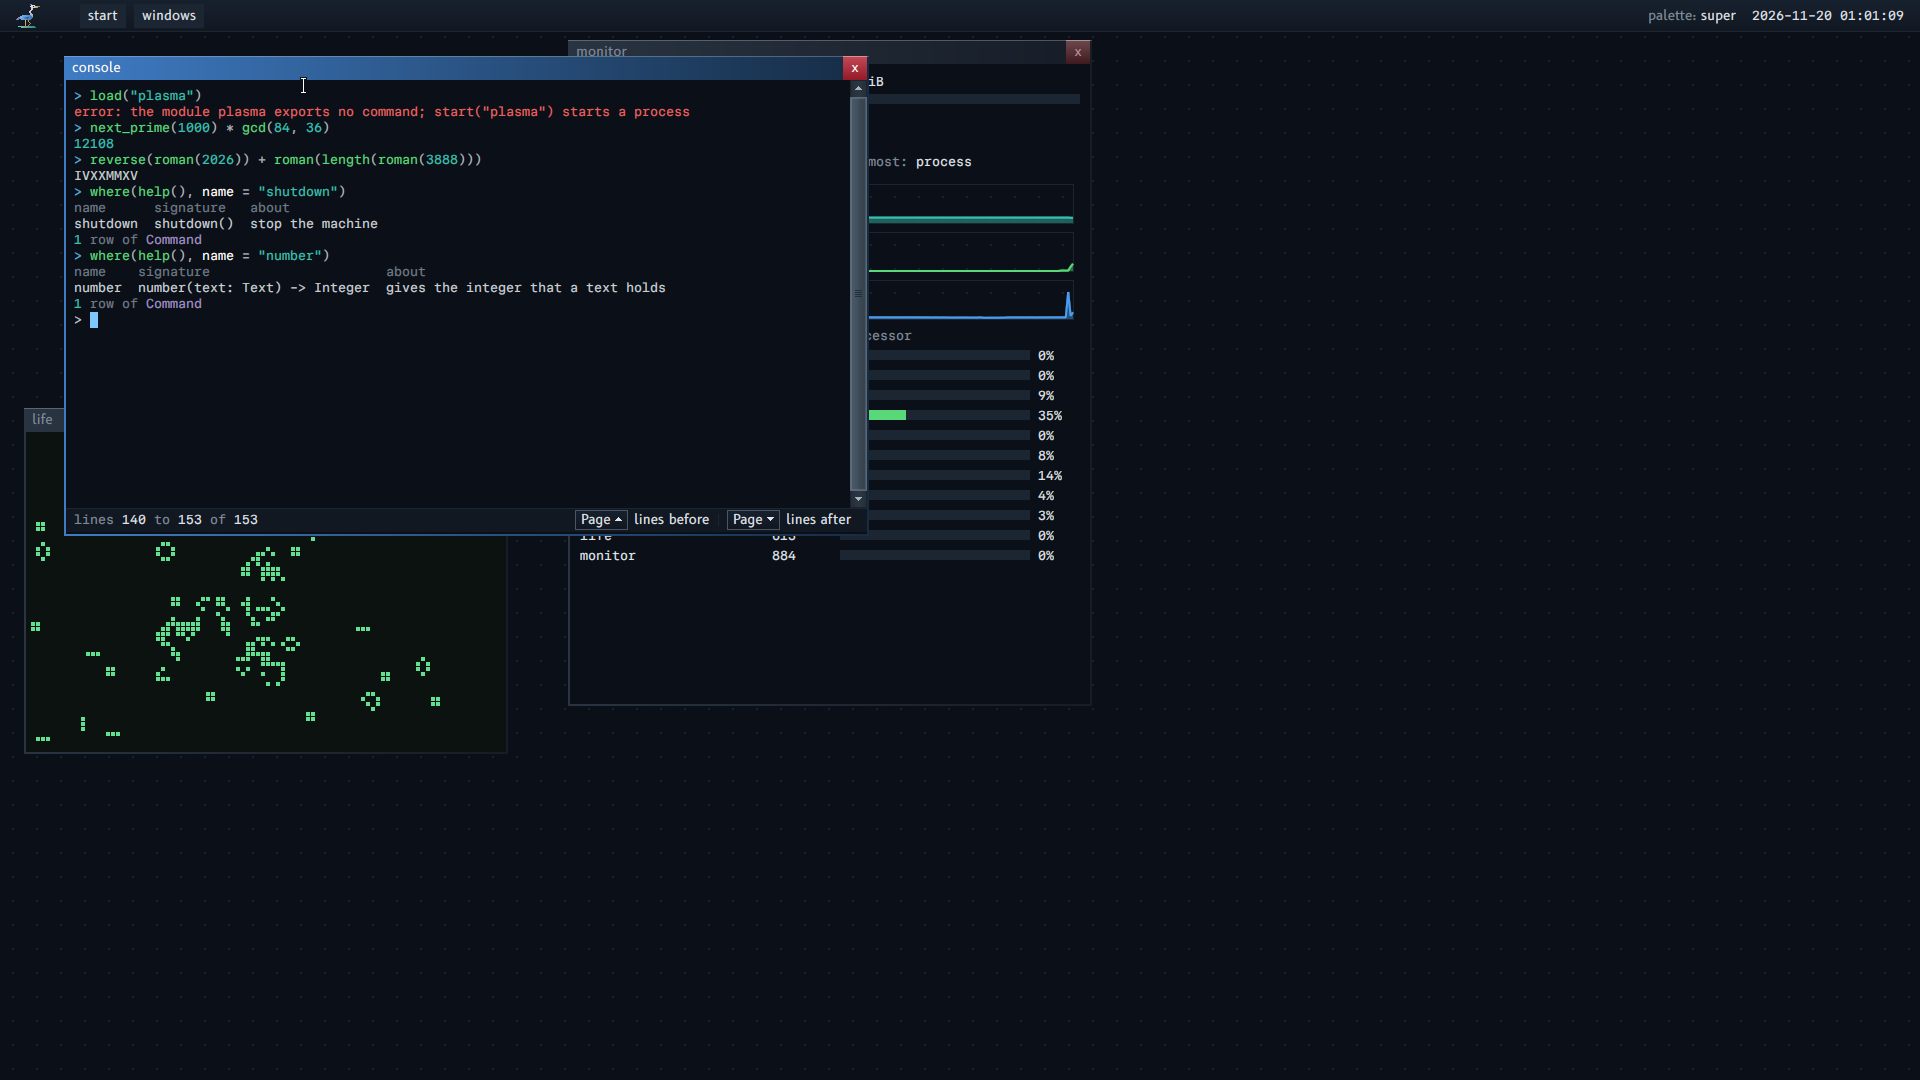 start windows palette: super 2026-11-20 01:01:09
monitor x
console x
iB
> load("plasma")
error: the module plasma exports no command; start("plasma") starts a process
> next_prime(1000) * gcd(84, 36)
12108
> reverse(roman(2026)) + roman(length(roman(3888)))
IVXXMMXV
> where(help(), name = "shutdown")
name signature about
shutdown shutdown() stop the machine
1 row of Command
> where(help(), name = "number")
name signature about
number number(text: Text) -> Integer gives the integer that a text holds
1 row of Command
>
lines 140 to 153 of 153 Page lines before Page lines after
most: process
0%
0%
9%
35%
0%
8%
14%
4%
3%
0%
monitor 884 0%
life